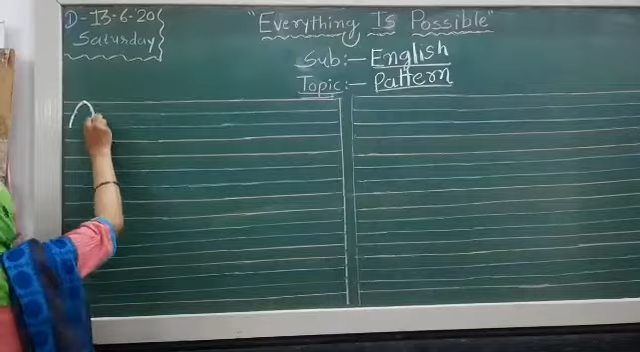 D-13-6-'20
Saturday
"Everything Is Possible"
Sub:- English
Topic:- Pattern